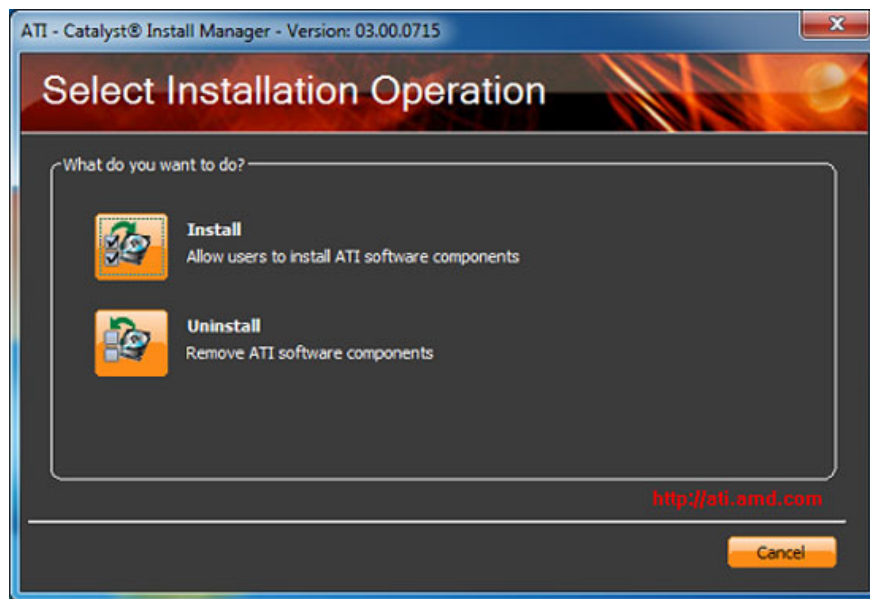 ATI - Catalyst® Install Manager - Version: 03.00.0715
Select Installation Operation
What do you want to do?
Install
Allow users to install ATI software components
Uninstall
Remove ATI software components
http://ati.amd.com
Cancel